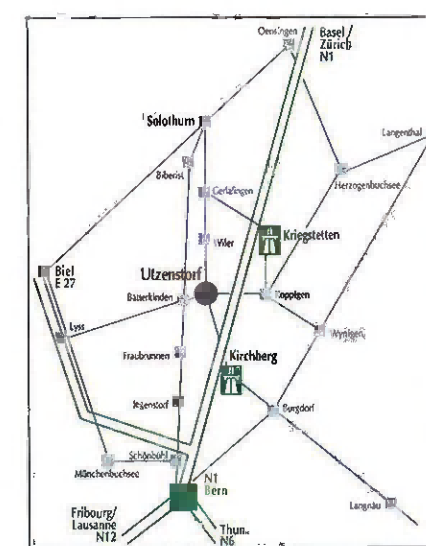 Oensingen
Basel /
Zürich
N1
Solothurn
Langenthal
Biberist
Gerlafingen
Herzogenbuchsee
Kriegstetten
Wiler
Utzenstorf
Biel
E 27
Bätterkinden
Koppigen
Lyss
Wynigen
Fraubrunnen
Kirchberg
Jegenstorf
Burgdorf
Schönbühl
Münchenbuchsee
N1
Bern
Langnau
Fribourg/
Lausanne
N12
Thun
N6